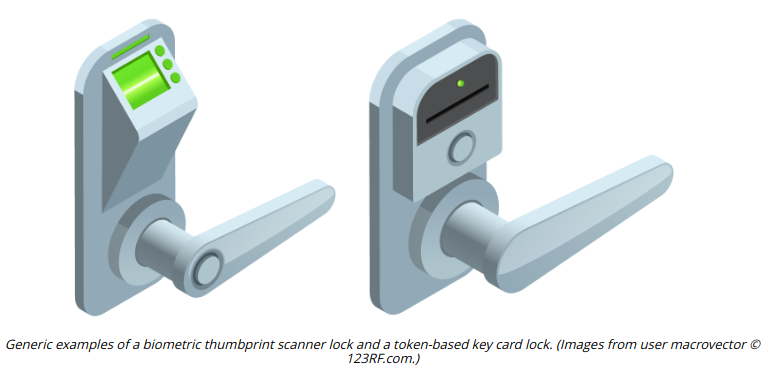 Generic examples of a biometric thumbprint scanner lock and a token-based key card lock. (Images from user macrovector ©
123RF.com.)